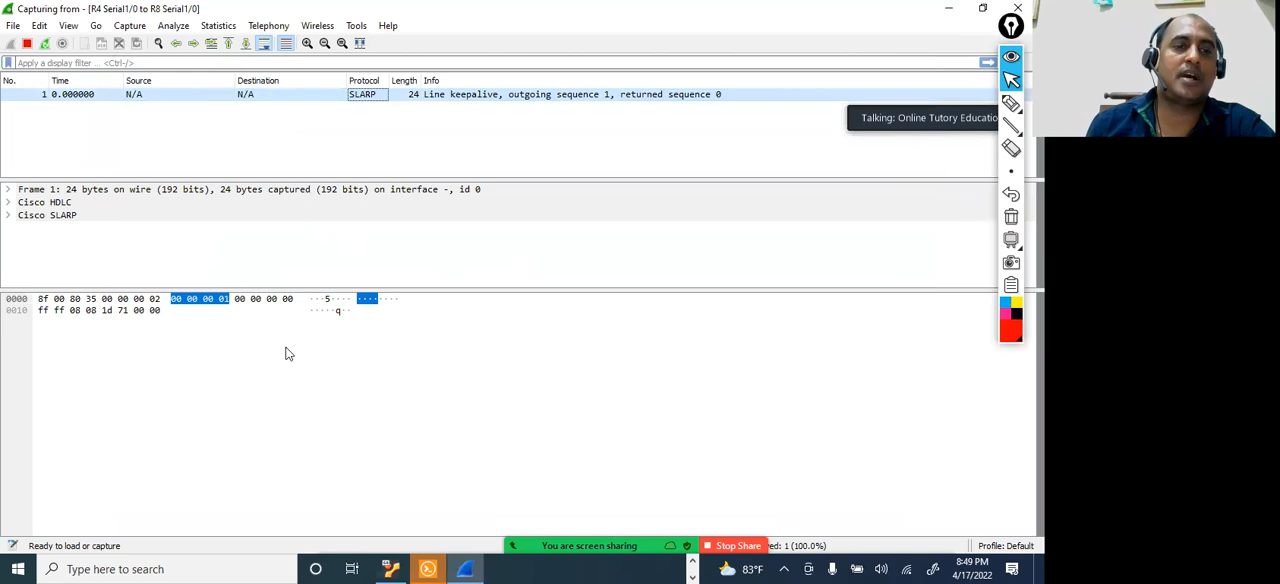 Capturing from - [R4 Serial1/0 to R8 Serial1/0]
File Edit View Go Capture Analyze Statistics Telephony Wireless Tools Help
Apply a display filter ... <Ctrl-/>
No. Time Source Destination Protocol Length Info
1 0.000000 N/A N/A SLARP 24 Line keepalive, outgoing sequence 1, returned sequence 0
Talking: Online Tutory Educatio
Frame 1: 24 bytes on wire (192 bits), 24 bytes captured (192 bits) on interface -, id 0
Cisco HDLC
Cisco SLARP
0000 8f 00 80 35 00 00 00 02 00 00 00 01 00 00 00 00 ···5···· ········
0010 ff ff 08 08 1d 71 00 00 ·····q··
Ready to load or capture
You are screen sharing
Stop Share
ed: 1 (100.0%)
Profile: Default
Type here to search
83°F
8:49 PM
4/17/2022